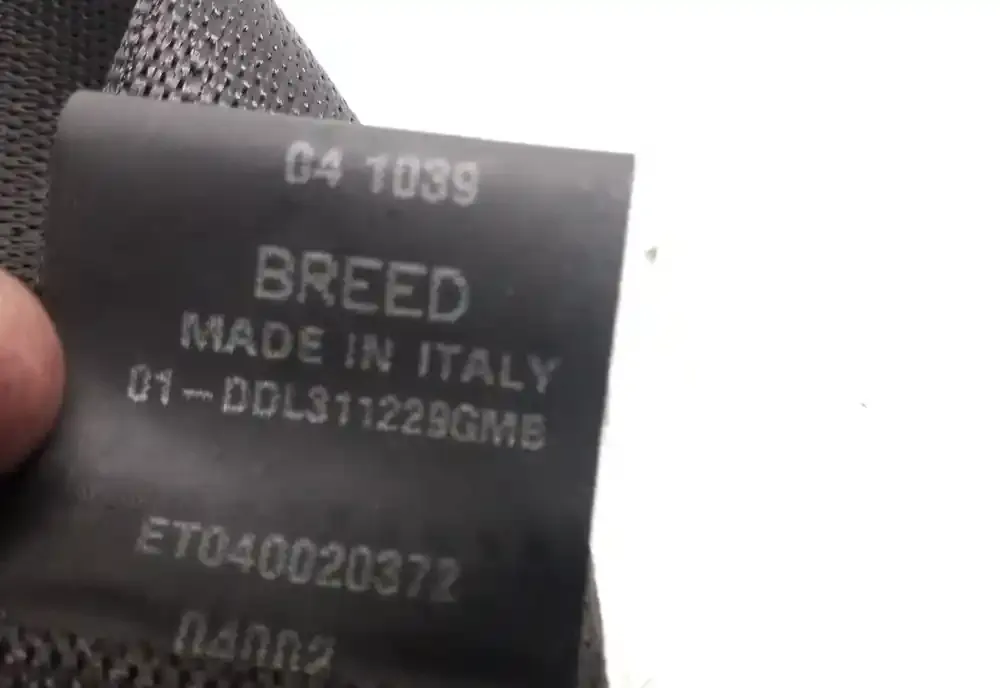 04 1039
BREED
MADE IN ITALY
01-DDL311229GMB
ET040020372
04002